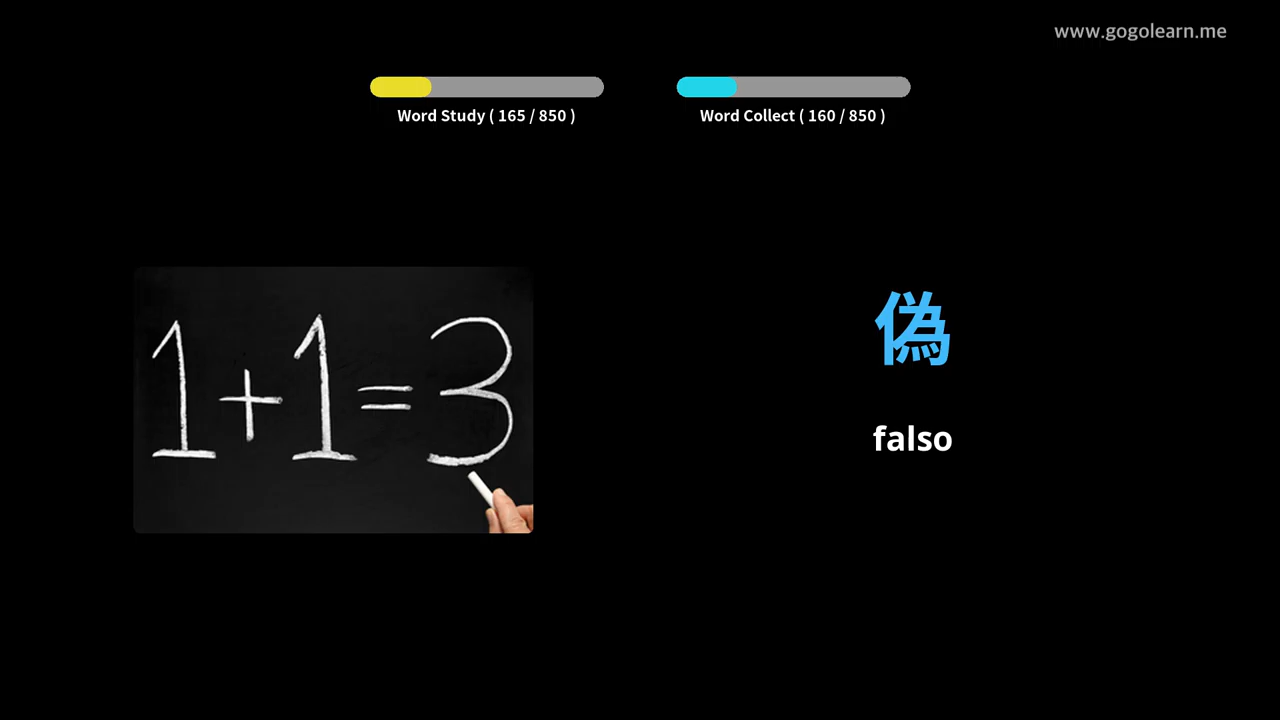 www.gogolearn.me
Word Study ( 165 / 850 )
Word Collect ( 160 / 850 )
1+1=3
偽
falso